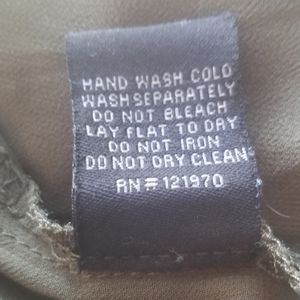 HAND WASH COLD
WASH SEPARATELY
DO NOT BLEACH
LAY FLAT TO DRY
DO NOT IRON
DO NOT DRY CLEAN
RN# 121970